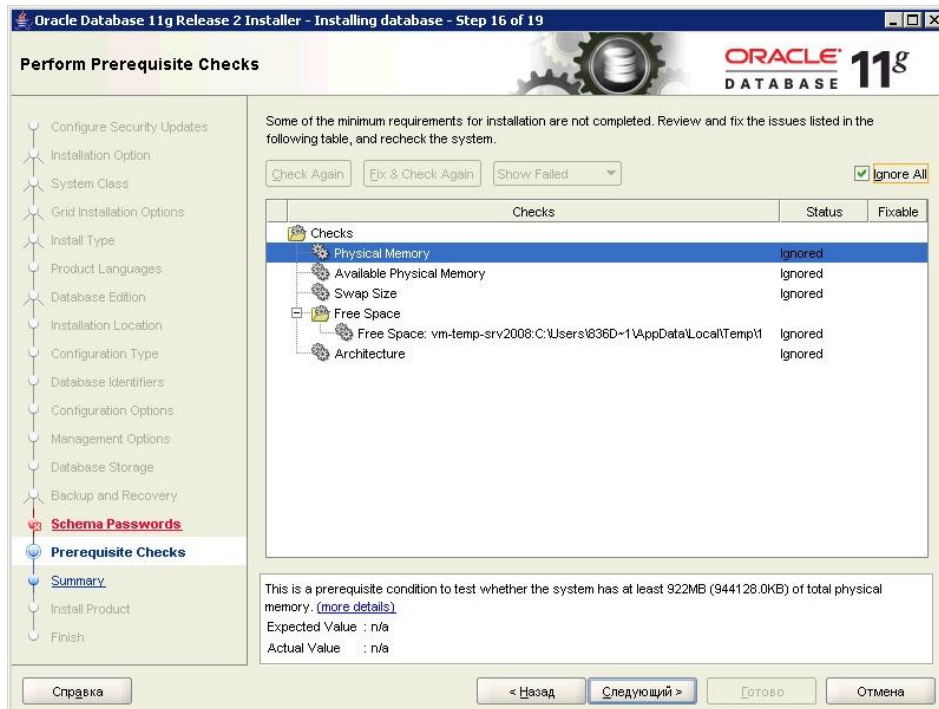 Oracle Database 11g Release 2 Installer - Installing database - Step 16 of 19
Perform Prerequisite Checks
ORACLE DATABASE 11g
Configure Security Updates
Installation Option
System Class
Grid Installation Options
Install Type
Product Languages
Database Edition
Installation Location
Configuration Type
Database Identifiers
Configuration Options
Management Options
Database Storage
Backup and Recovery
Schema Passwords
Prerequisite Checks
Summary
Install Product
Finish
Some of the minimum requirements for installation are not completed. Review and fix the issues listed in the
following table, and recheck the system.
Check Again Fix & Check Again Show Failed Ignore All
Checks Status Fixable
Checks
Physical Memory Ignored
Available Physical Memory Ignored
Swap Size Ignored
Free Space
Free Space: vm-temp-srv2008:C:\Users\836D~1\AppData\Local\Temp\1 Ignored
Architecture Ignored
This is a prerequisite condition to test whether the system has at least 922MB (944128.0KB) of total physical
memory. (more details)
Expected Value : n/a
Actual Value : n/a
Справка < Назад Следующий > Готово Отмена